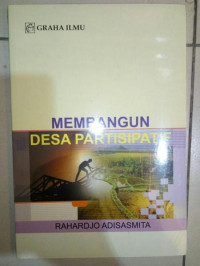 GRAHA ILMU
MEMBANGUN
DESA PARTISIPATIF
RAHARDJO ADISASMITA